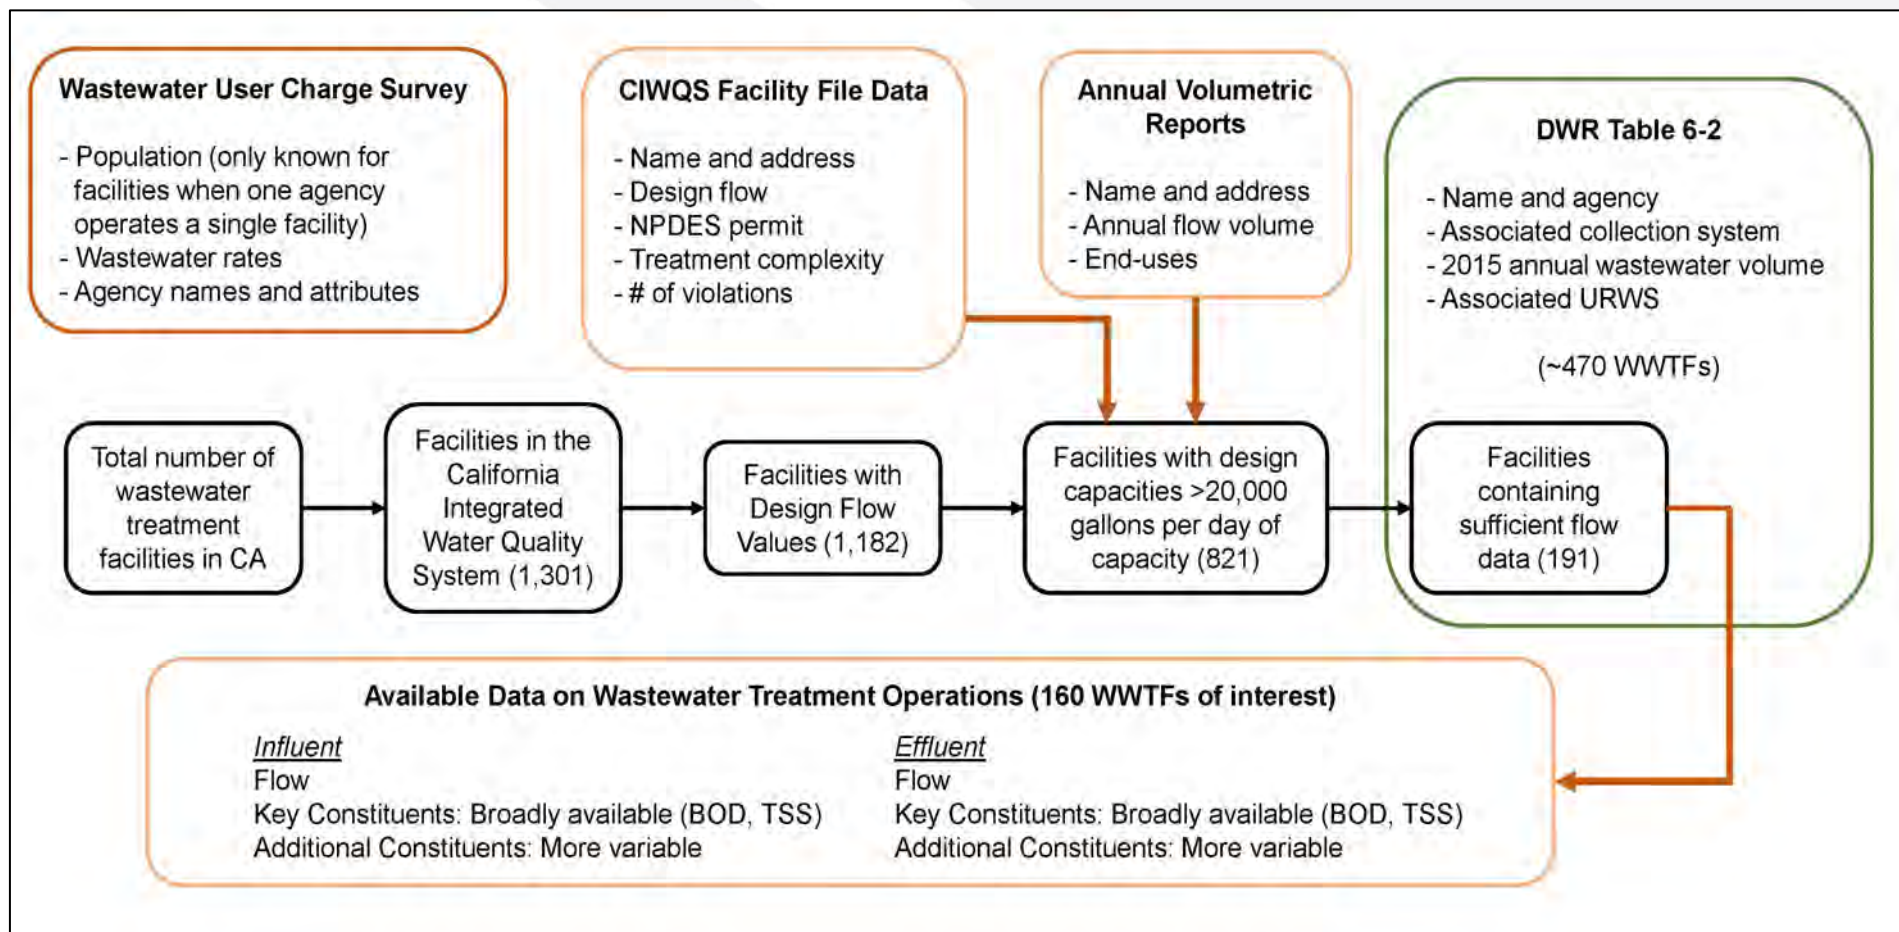 Wastewater User Charge Survey
- Population (only known for
facilities when one agency
operates a single facility)
- Wastewater rates
- Agency names and attributes
CIWQS Facility File Data
- Name and address
- Design flow
- NPDES permit
- Treatment complexity
- # of violations
Annual Volumetric
Reports
- Name and address
- Annual flow volume
- End-uses
DWR Table 6-2
- Name and agency
- Associated collection system
- 2015 annual wastewater volume
- Associated URWS
(~470 WWTFs)
Total number of
wastewater
treatment
facilities in CA
Facilities in the
California
Integrated
Water Quality
System (1,301)
Facilities with
Design Flow
Values (1,182)
Facilities with design
capacities >20,000
gallons per day of
capacity (821)
Facilities
containing
sufficient flow
data (191)
Available Data on Wastewater Treatment Operations (160 WWTFs of interest)
Influent
Flow
Key Constituents: Broadly available (BOD, TSS)
Additional Constituents: More variable
Effluent
Flow
Key Constituents: Broadly available (BOD, TSS)
Additional Constituents: More variable